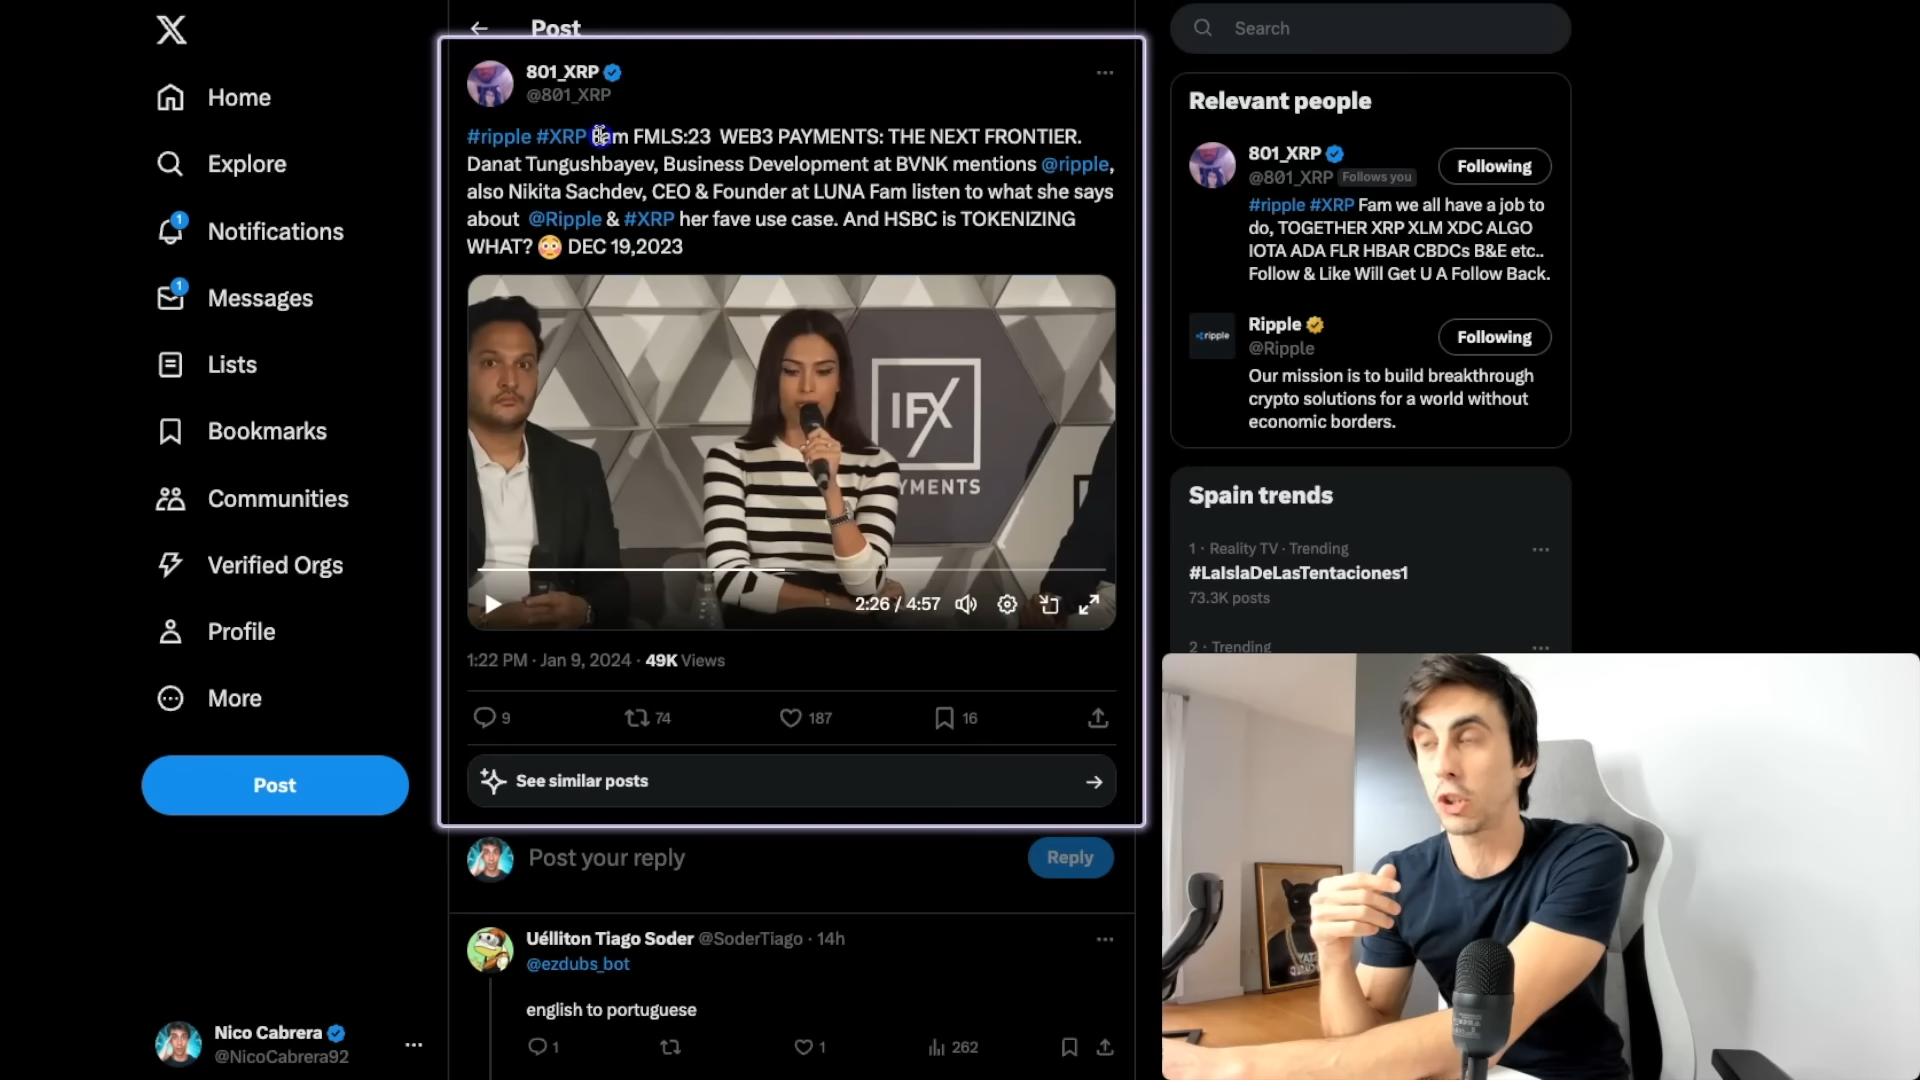 Home
Explore
1
Notifications
1
Messages
Lists
Bookmarks
Communities
Verified Orgs
Profile
More
Post
Nico Cabrera
@NicoCabrera92
Post
801_XRP
@801_XRP
#ripple #XRP Fam FMLS:23 WEB3 PAYMENTS: THE NEXT FRONTIER.
Danat Tungushbayev, Business Development at BVNK mentions @ripple,
also Nikita Sachdev, CEO & Founder at LUNA Fam listen to what she says
about @Ripple & #XRP her fave use case. And HSBC is TOKENIZING
WHAT? 😳 DEC 19,2023
IFX
YMENTS
2:26 / 4:57
1:22 PM · Jan 9, 2024 · 49K Views
9 74 187 16
See similar posts
Post your reply
Reply
Uélliton Tiago Soder @SoderTiago · 14h
@ezdubs_bot
english to portuguese
1 1 262
Search
Relevant people
801_XRP
@801_XRP Follows you
Following
#ripple #XRP Fam we all have a job to
do, TOGETHER XRP XLM XDC ALGO
IOTA ADA FLR HBAR CBDCs B&E etc..
Follow & Like Will Get U A Follow Back.
ripple
Ripple
@Ripple
Following
Our mission is to build breakthrough
crypto solutions for a world without
economic borders.
Spain trends
1 · Reality TV · Trending
#LaIslaDeLasTentaciones1
73.3K posts
2 · Trending